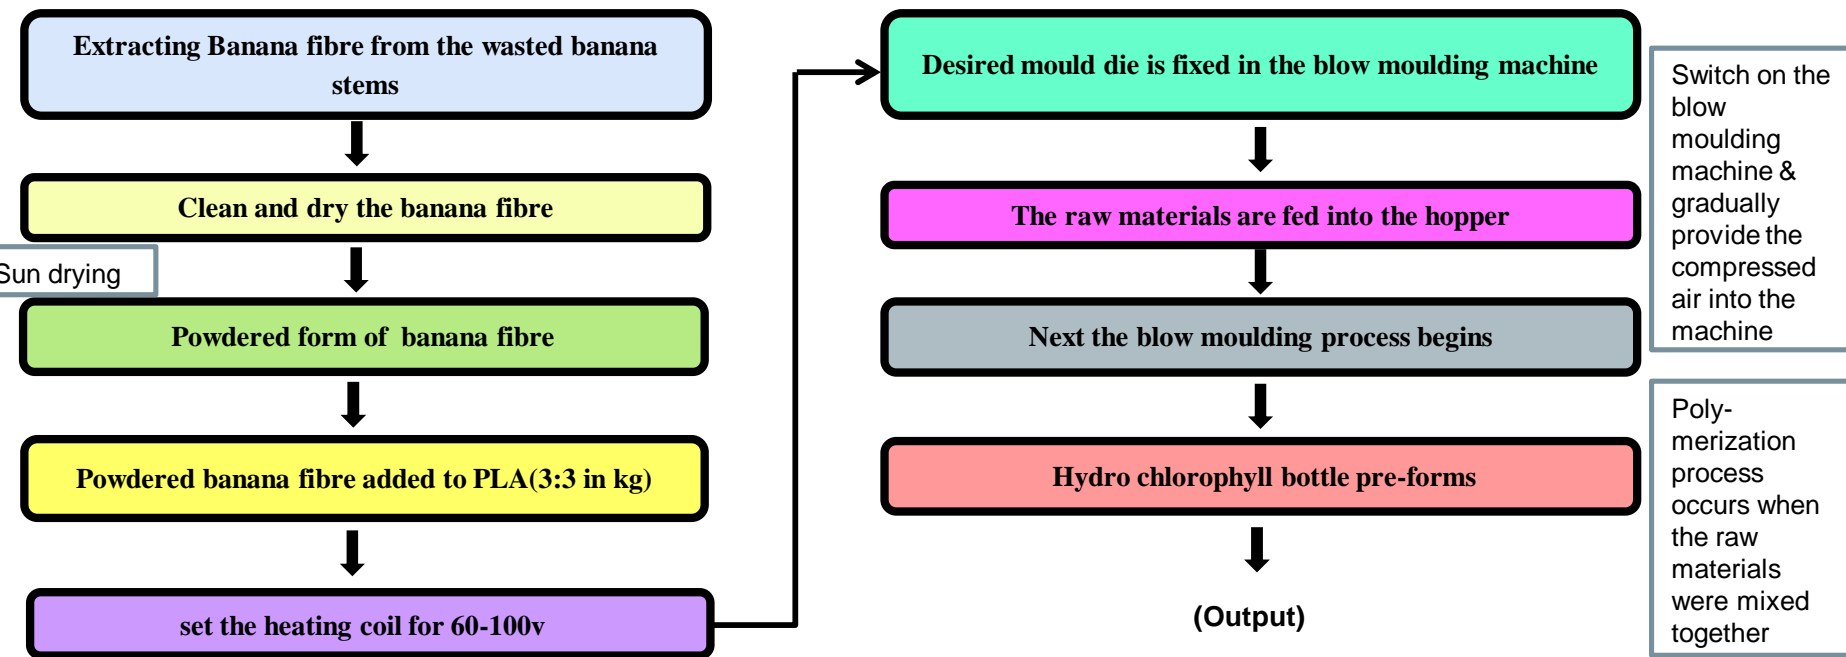 Extracting Banana fibre from the wasted banana
stems
Clean and dry the banana fibre
Sun drying
Powdered form of banana fibre
Powdered banana fibre added to PLA(3:3 in kg)
set the heating coil for 60-100v
Desired mould die is fixed in the blow moulding machine
The raw materials are fed into the hopper
Next the blow moulding process begins
Hydro chlorophyll bottle pre-forms
(Output)
Switch on the
blow
moulding
machine &
gradually
provide the
compressed
air into the
machine
Poly-
merization
process
occurs when
the raw
materials
were mixed
together